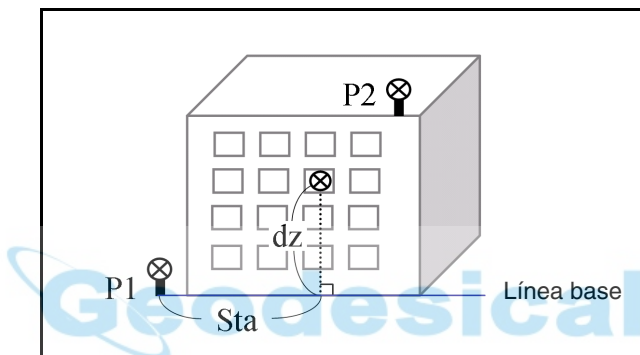 P2
dz
P1
Línea base
Sta
Geodesical